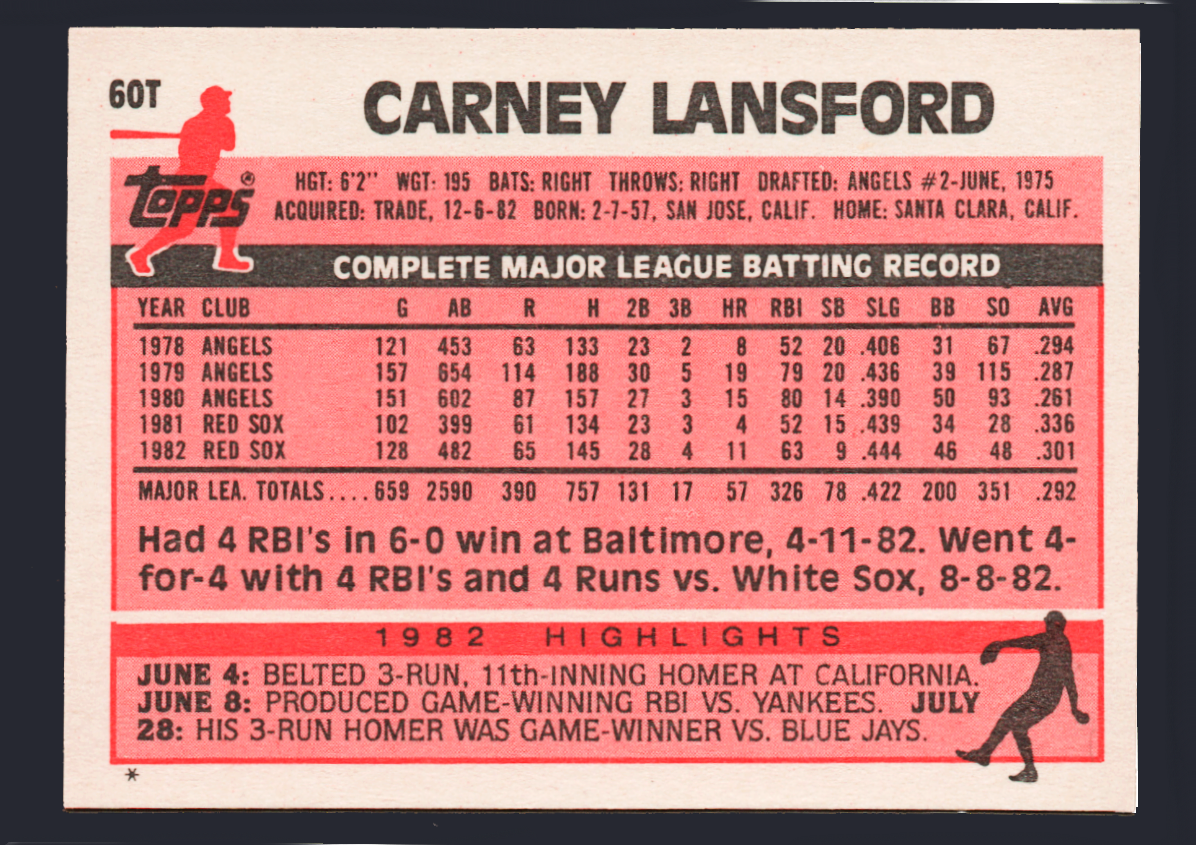 60T
CARNEY LANSFORD
Topps®
HGT: 6'2" WGT: 195 BATS: RIGHT THROWS: RIGHT DRAFTED: ANGELS #2-JUNE, 1975
ACQUIRED: TRADE, 12-6-82 BORN: 2-7-57, SAN JOSE, CALIF. HOME: SANTA CLARA, CALIF.
COMPLETE MAJOR LEAGUE BATTING RECORD
YEAR CLUB G AB R H 2B 3B HR RBI SB SLG BB SO AVG
1978 ANGELS 121 453 63 133 23 2 8 52 20 .406 31 67 .294
1979 ANGELS 157 654 114 188 30 5 19 79 20 .436 39 115 .287
1980 ANGELS 151 602 87 157 27 3 15 80 14 .390 50 93 .261
1981 RED SOX 102 399 61 134 23 3 4 52 15 .439 34 28 .336
1982 RED SOX 128 482 65 145 28 4 11 63 9 .444 46 48 .301
MAJOR LEA. TOTALS....659 2590 390 757 131 17 57 326 78 .422 200 351 .292
Had 4 RBI's in 6-0 win at Baltimore, 4-11-82. Went 4-
for-4 with 4 RBI's and 4 Runs vs. White Sox, 8-8-82.
1982 HIGHLIGHTS
JUNE 4: BELTED 3-RUN, 11th-INNING HOMER AT CALIFORNIA.
JUNE 8: PRODUCED GAME-WINNING RBI VS. YANKEES. JULY
28: HIS 3-RUN HOMER WAS GAME-WINNER VS. BLUE JAYS.
*